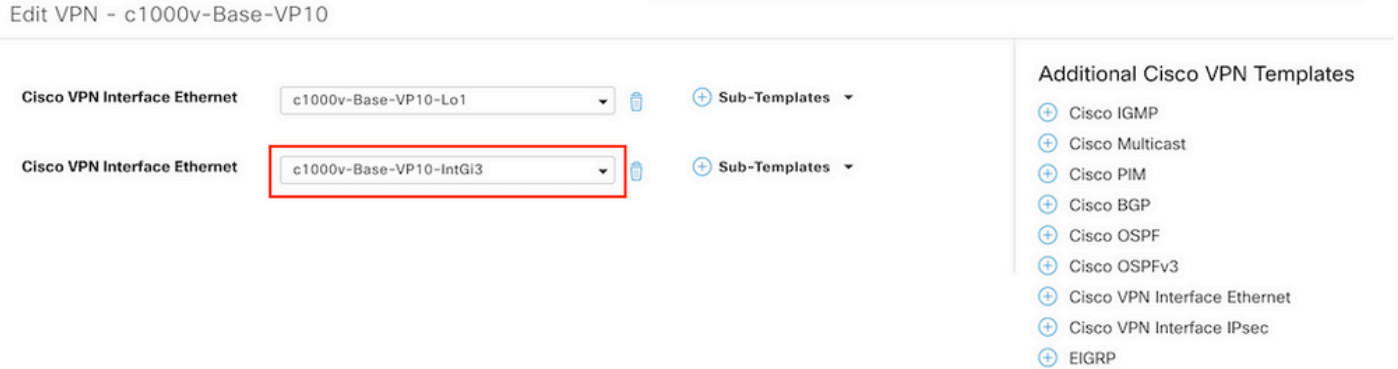 Edit VPN - c1000v-Base-VP10
Cisco VPN Interface Ethernet
c1000v-Base-VP10-Lo1
Sub-Templates
Cisco VPN Interface Ethernet
c1000v-Base-VP10-IntGi3
Sub-Templates
Additional Cisco VPN Templates
Cisco IGMP
Cisco Multicast
Cisco PIM
Cisco BGP
Cisco OSPF
Cisco OSPFv3
Cisco VPN Interface Ethernet
Cisco VPN Interface IPsec
EIGRP